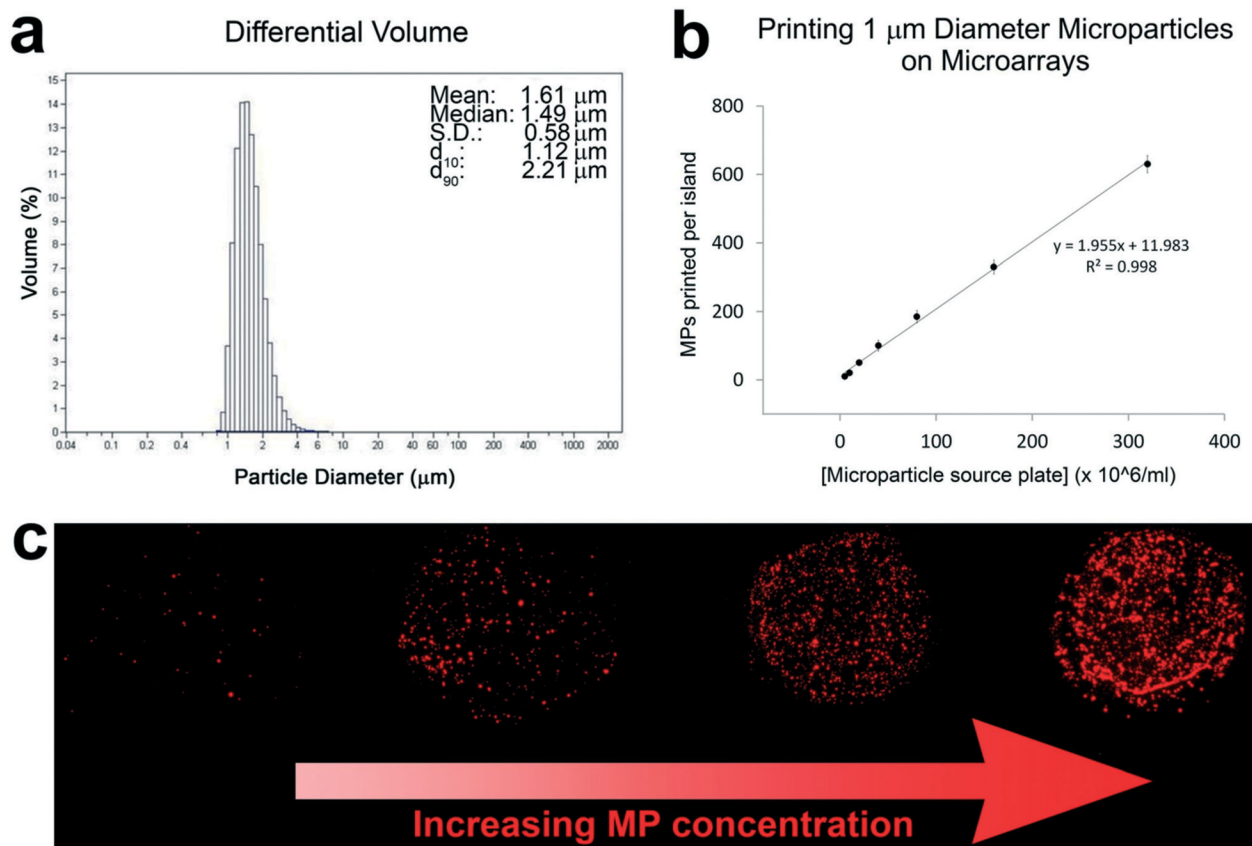 a
Differential Volume
15
14
13
12
11
10
9
8
7
6
5
4
3
2
1
0
Volume (%)
Mean: 1.61 μm
Median: 1.49 μm
S.D.: 0.58 μm
d10: 1.12 μm
d90: 2.21 μm
0.04 0.1 0.2 0.4 1 2 4 6 10 20 40 60 100 200 400 1000 2000
Particle Diameter (μm)
b
Printing 1 μm Diameter Microparticles
on Microarrays
800
600
400
200
0
MPs printed per island
y = 1.955x + 11.983
R² = 0.998
0 100 200 300 400
[Microparticle source plate] (x 10^6/ml)
c
Increasing MP concentration